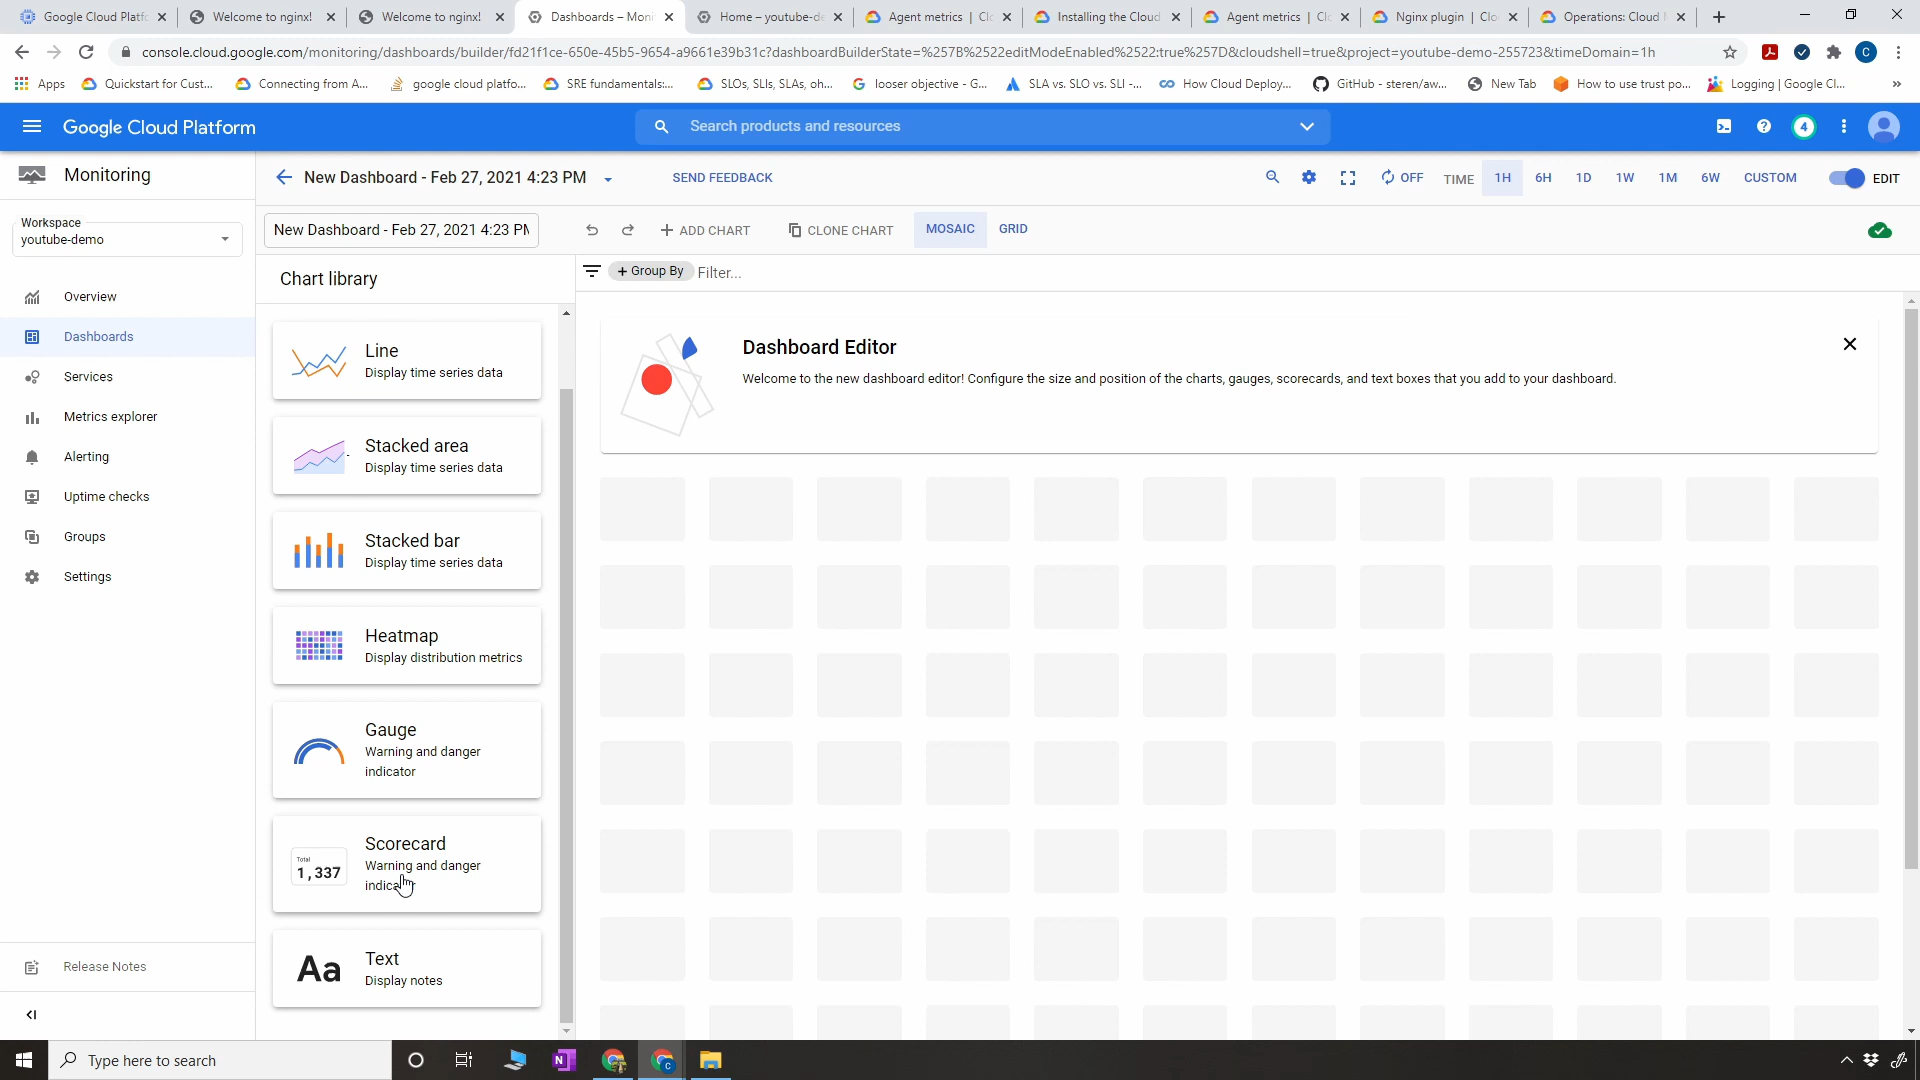 Google Cloud Platfo
Welcome to nginx!
Welcome to nginx!
Dashboards – Moni
Home – youtube-de
Agent metrics | Clo
Installing the Cloud
Agent metrics | Clo
Nginx plugin | Clou
Operations: Cloud M
console.cloud.google.com/monitoring/dashboards/builder/fd21f1ce-650e-45b5-9654-a9661e39b31c?dashboardBuilderState=%257B%2522editModeEnabled%2522:true%257D&cloudshell=true&project=youtube-demo-255723&timeDomain=1h
C
Apps
Quickstart for Cust...
Connecting from A...
google cloud platfo...
SRE fundamentals:...
SLOs, SLIs, SLAs, oh...
looser objective - G...
SLA vs. SLO vs. SLI -...
How Cloud Deploy...
GitHub - steren/aw...
New Tab
How to use trust po...
Logging | Google Cl...
»
Google Cloud Platform
Search products and resources
4
Monitoring
New Dashboard - Feb 27, 2021 4:23 PM
SEND FEEDBACK
OFF
TIME
1H
6H
1D
1W
1M
6W
CUSTOM
EDIT
Workspace
youtube-demo
New Dashboard - Feb 27, 2021 4:23 PM
ADD CHART
CLONE CHART
MOSAIC
GRID
Overview
Dashboards
Services
Metrics explorer
Alerting
Uptime checks
Groups
Settings
Release Notes
Chart library
Line
Display time series data
Stacked area
Display time series data
Stacked bar
Display time series data
Heatmap
Display distribution metrics
Gauge
Warning and danger
indicator
Total
1,337
Scorecard
Warning and danger
indicator
Aa
Text
Display notes
+ Group By
Filter...
Dashboard Editor
Welcome to the new dashboard editor! Configure the size and position of the charts, gauges, scorecards, and text boxes that you add to your dashboard.
Type here to search